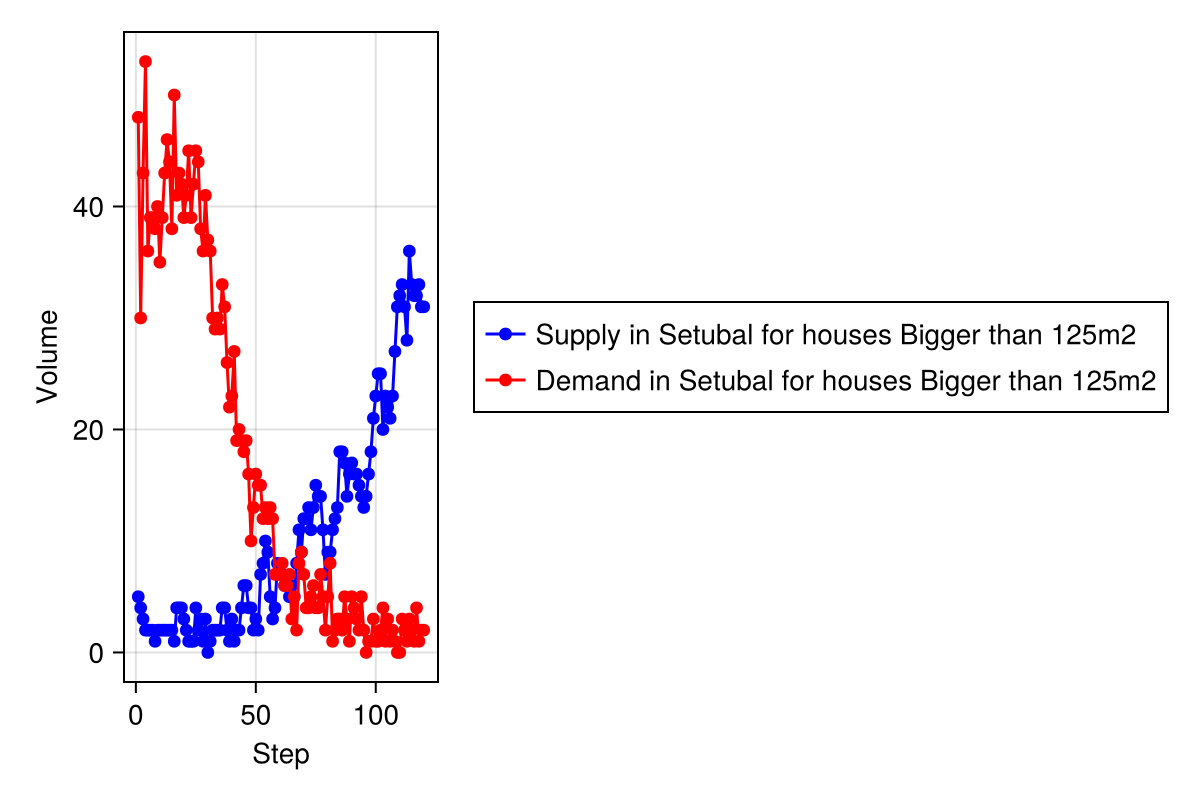 40
20
0
Volume
0 50 100
Step
Supply in Setubal for houses Bigger than 125m2
Demand in Setubal for houses Bigger than 125m2